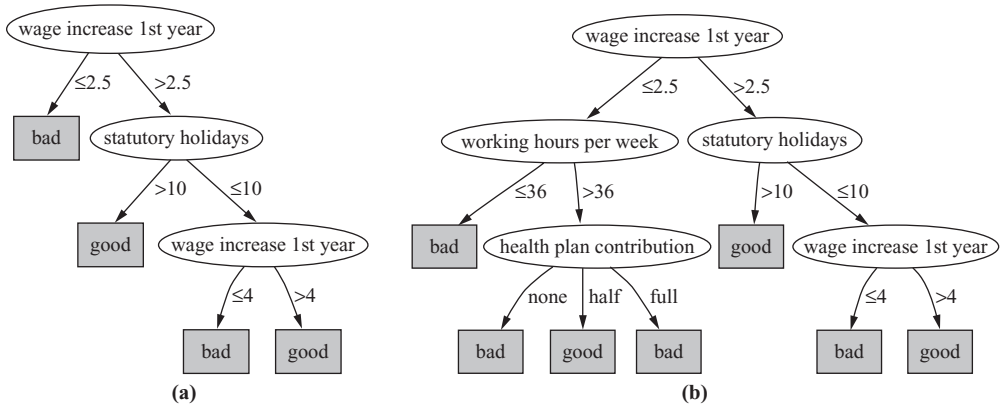 wage increase 1st year
≤2.5
>2.5
bad
statutory holidays
>10
≤10
good
wage increase 1st year
≤4
>4
bad
good
(a)
wage increase 1st year
≤2.5
>2.5
working hours per week
statutory holidays
≤36
>36
>10
≤10
bad
health plan contribution
good
wage increase 1st year
none
half
full
≤4
>4
bad
good
bad
bad
good
(b)